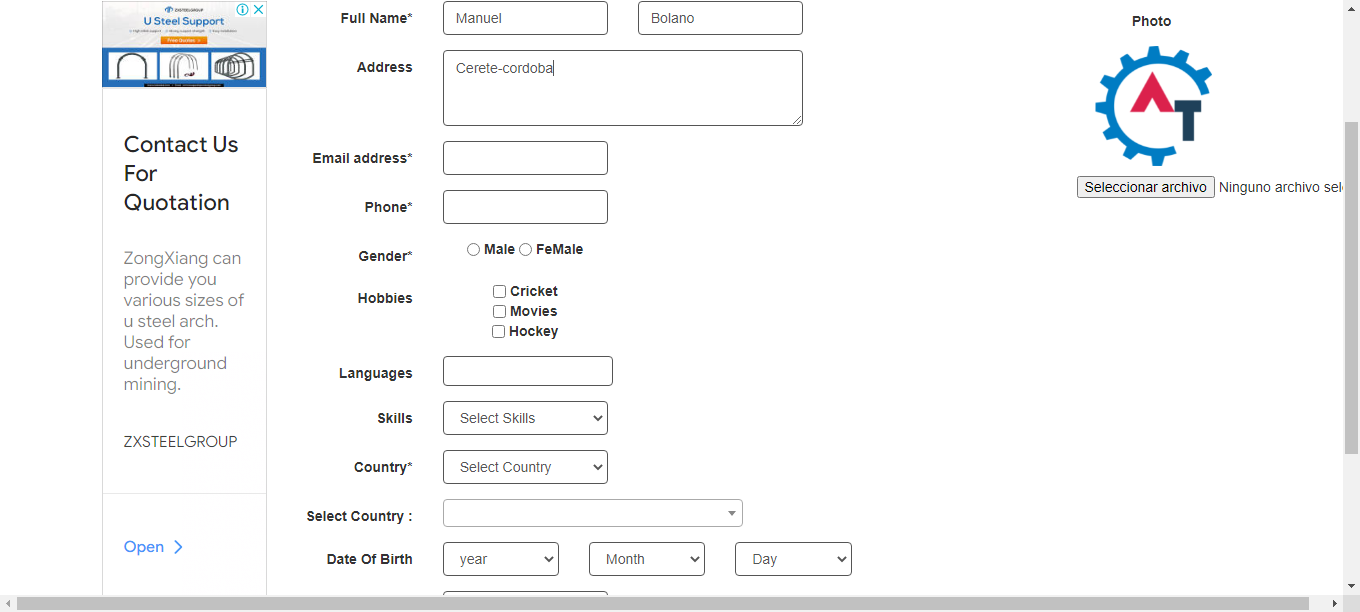 ZXSTEELGROUP
U Steel Support
Free Quotes >
Contact Us
For
Quotation
ZongXiang can
provide you
various sizes of
u steel arch.
Used for
underground
mining.
ZXSTEELGROUP
Open
Full Name*
Manuel
Bolano
Address
Cerete-cordoba
Email address*
Phone*
Gender*
Male
FeMale
Hobbies
Cricket
Movies
Hockey
Languages
Skills
Select Skills
Country*
Select Country
Select Country :
Date Of Birth
year
Month
Day
Photo
AT
Seleccionar archivo
Ninguno archivo sel